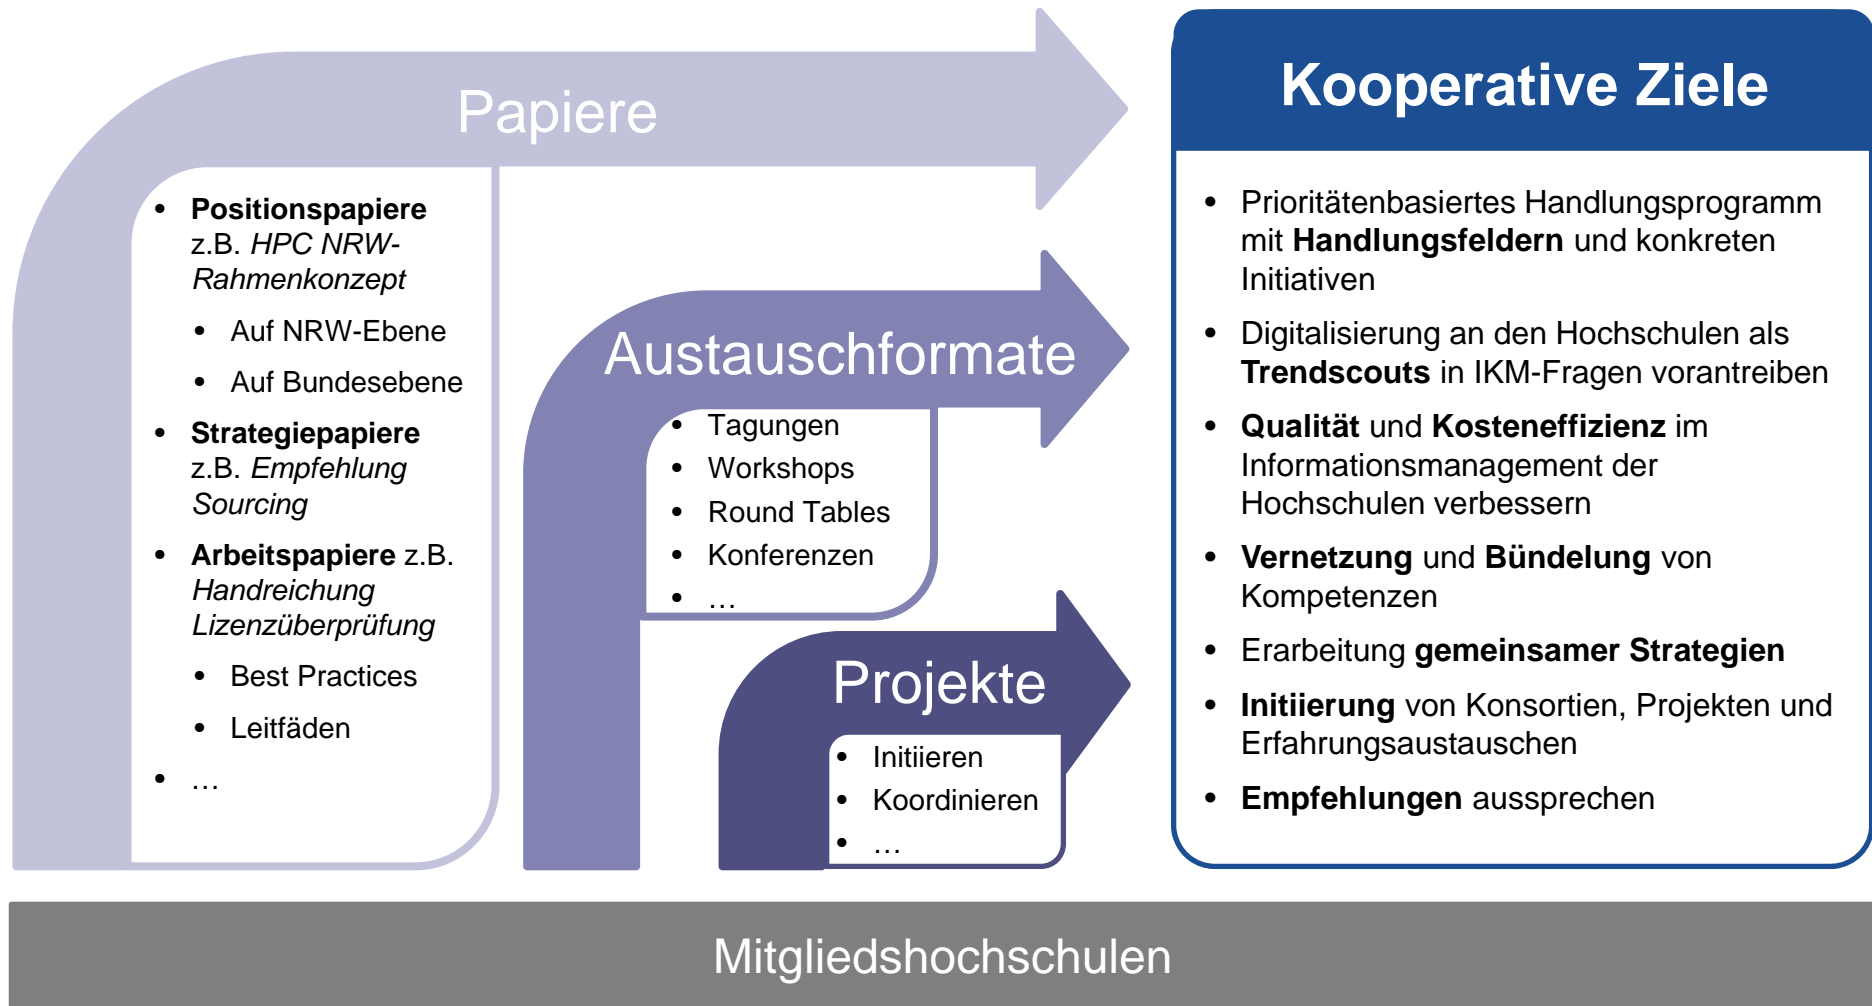 Papiere
• Positionspapiere
z.B. HPC NRW-
Rahmenkonzept
• Auf NRW-Ebene
• Auf Bundesebene
• Strategiepapiere
z.B. Empfehlung
Sourcing
• Arbeitspapiere z.B.
Handreichung
Lizenzüberprüfung
• Best Practices
• Leitfäden
• …
Austauschformate
• Tagungen
• Workshops
• Round Tables
• Konferenzen
• …
Projekte
• Initiieren
• Koordinieren
• …
Kooperative Ziele
• Prioritätenbasiertes Handlungsprogramm
mit Handlungsfeldern und konkreten
Initiativen
• Digitalisierung an den Hochschulen als
Trendscouts in IKM-Fragen vorantreiben
• Qualität und Kosteneffizienz im
Informationsmanagement der
Hochschulen verbessern
• Vernetzung und Bündelung von
Kompetenzen
• Erarbeitung gemeinsamer Strategien
• Initiierung von Konsortien, Projekten und
Erfahrungsaustauschen
• Empfehlungen aussprechen
Mitgliedshochschulen